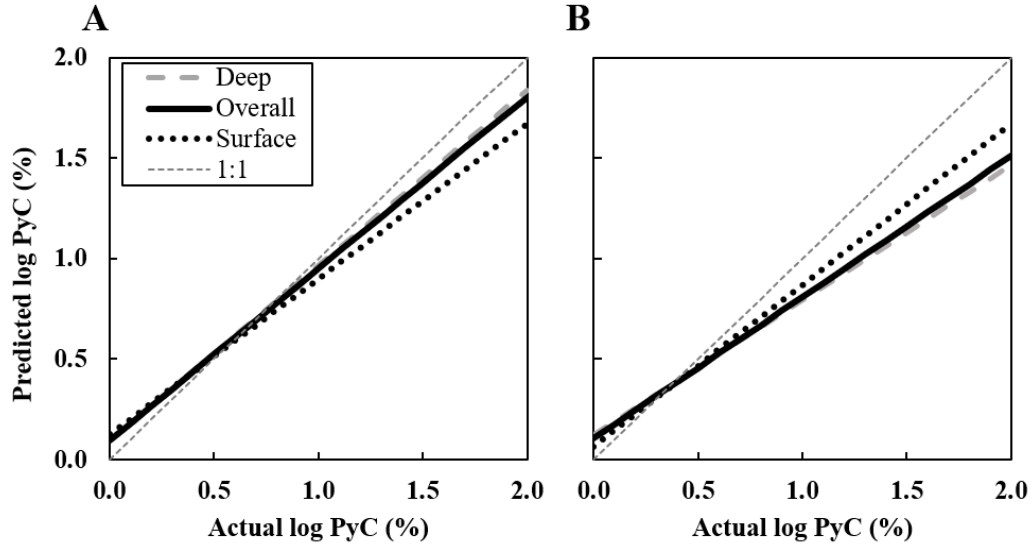 A
B
2.0
1.5
1.0
0.5
0.0
Predicted log PyC (%)
Deep
Overall
Surface
1:1
0.0 0.5 1.0 1.5 2.0
0.0 0.5 1.0 1.5 2.0
Actual log PyC (%)
Actual log PyC (%)